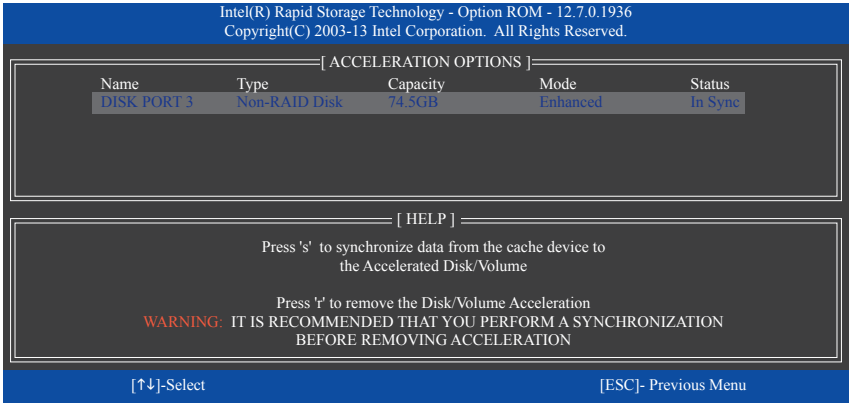 Intel(R) Rapid Storage Technology - Option ROM - 12.7.0.1936
Copyright(C) 2003-13 Intel Corporation. All Rights Reserved.
[ ACCELERATION OPTIONS ]
Name Type Capacity Mode Status
DISK PORT 3 Non-RAID Disk 74.5GB Enhanced In Sync
[ HELP ]
Press 's' to synchronize data from the cache device to
the Accelerated Disk/Volume
Press 'r' to remove the Disk/Volume Acceleration
WARNING: IT IS RECOMMENDED THAT YOU PERFORM A SYNCHRONIZATION
BEFORE REMOVING ACCELERATION
[↑↓]-Select [ESC]- Previous Menu